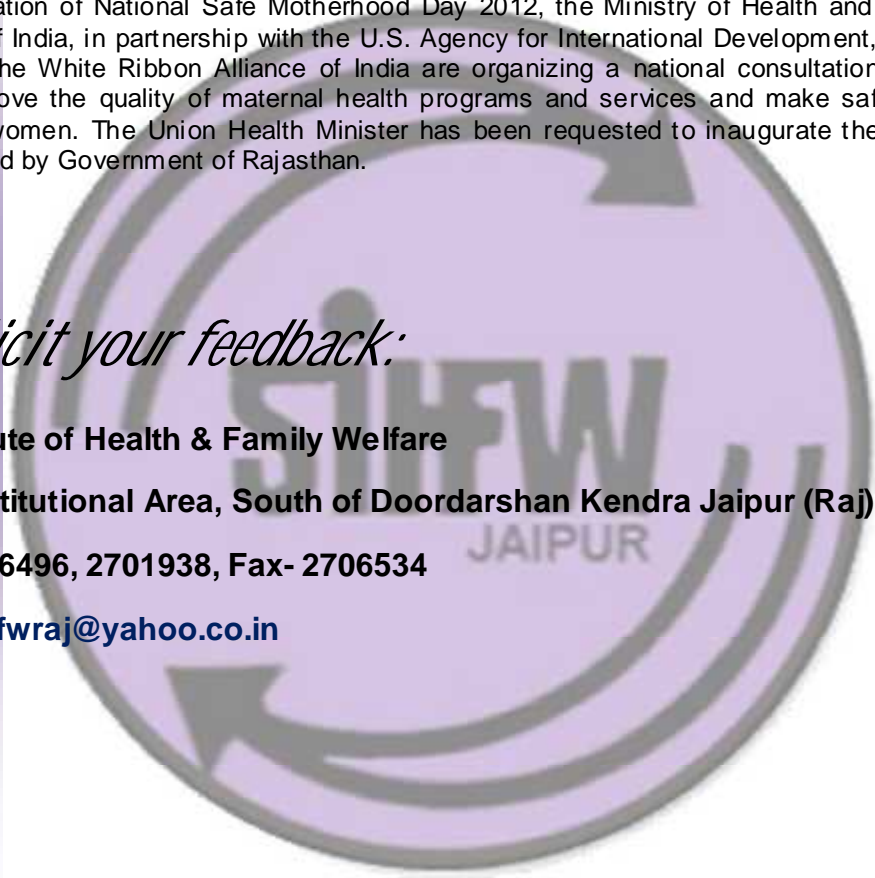 ation of National Safe Motherhood Day 2012, the Ministry of Health and
f India, in partnership with the U.S. Agency for International Development,
he White Ribbon Alliance of India are organizing a national consultation
ove the quality of maternal health programs and services and make saf
women. The Union Health Minister has been requested to inaugurate the
d by Government of Rajasthan.
icit your feedback:
SIHFW
ute of Health & Family Welfare
titutional Area, South of Doordarshan Kendra Jaipur (Raj)
JAIPUR
6496, 2701938, Fax- 2706534
fwraj@yahoo.co.in